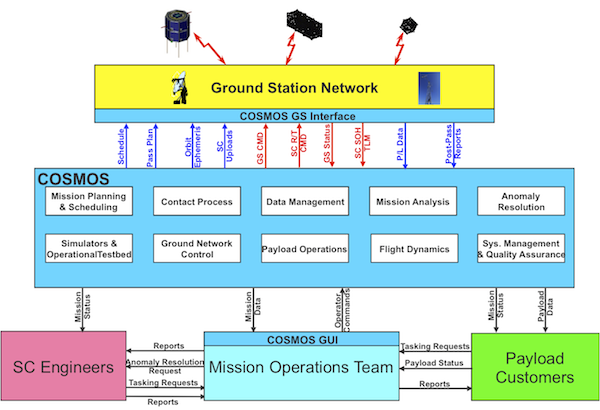 Ground Station Network
COSMOS GS Interface
Schedule
Pass Plan
Orbit
Ephemeris
SC
Uploads
GS CMD
SC R/T
CMD
GS Status
SC SOH
TLM
P/L Data
Post-Pass
Reports
COSMOS
Mission Planning
& Scheduling
Contact Process
Data Management
Mission Analysis
Anomaly
Resolution
Simulators &
OperationalTestbed
Ground Network
Control
Payload Operations
Flight Dynamics
Sys. Management
& Quality Assurance
Mission
Status
Mission
Data
Operator
Commands
Mission
Status
Payload
Data
SC Engineers
Reports
Anomaly Resolution
Request
Tasking Requests
Reports
COSMOS GUI
Mission Operations Team
Tasking Requests
Payload Status
Reports
Payload
Customers